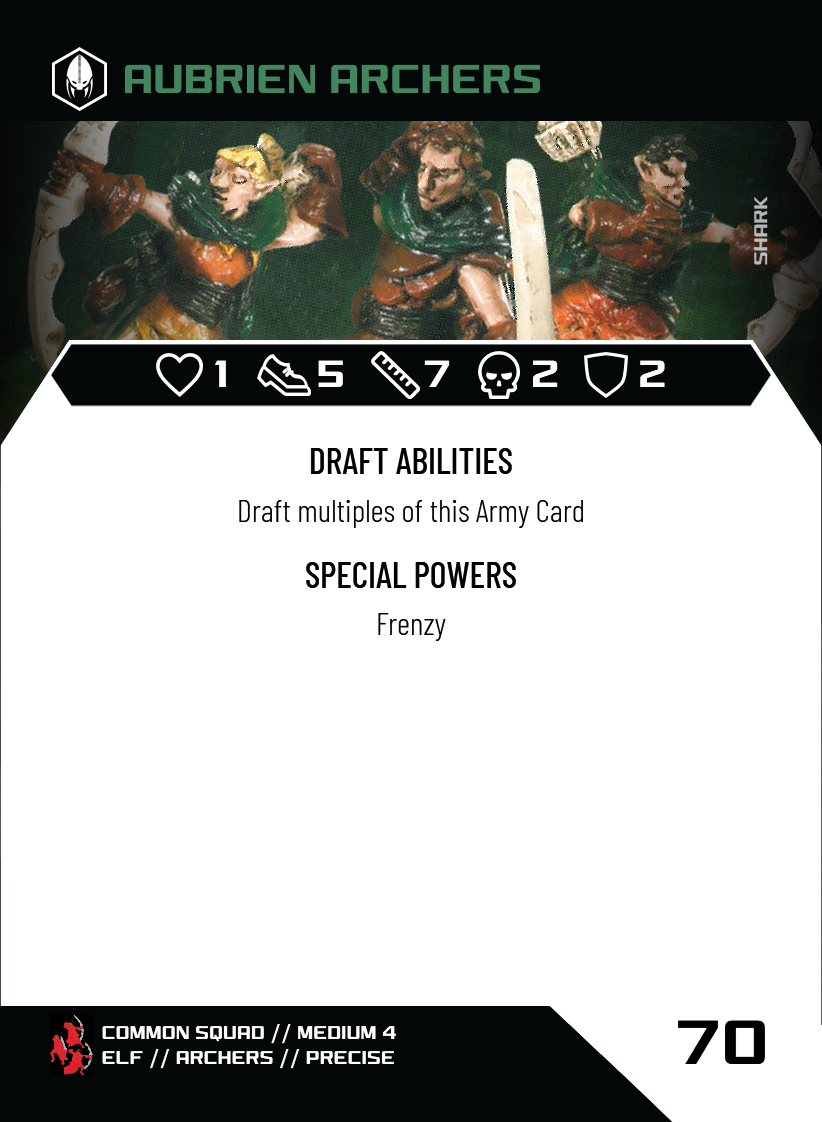 AUBRIEN ARCHERS
SHARK
1 5 7 2 2
DRAFT ABILITIES
Draft multiples of this Army Card
SPECIAL POWERS
Frenzy
COMMON SQUAD // MEDIUM 4
ELF // ARCHERS // PRECISE
70